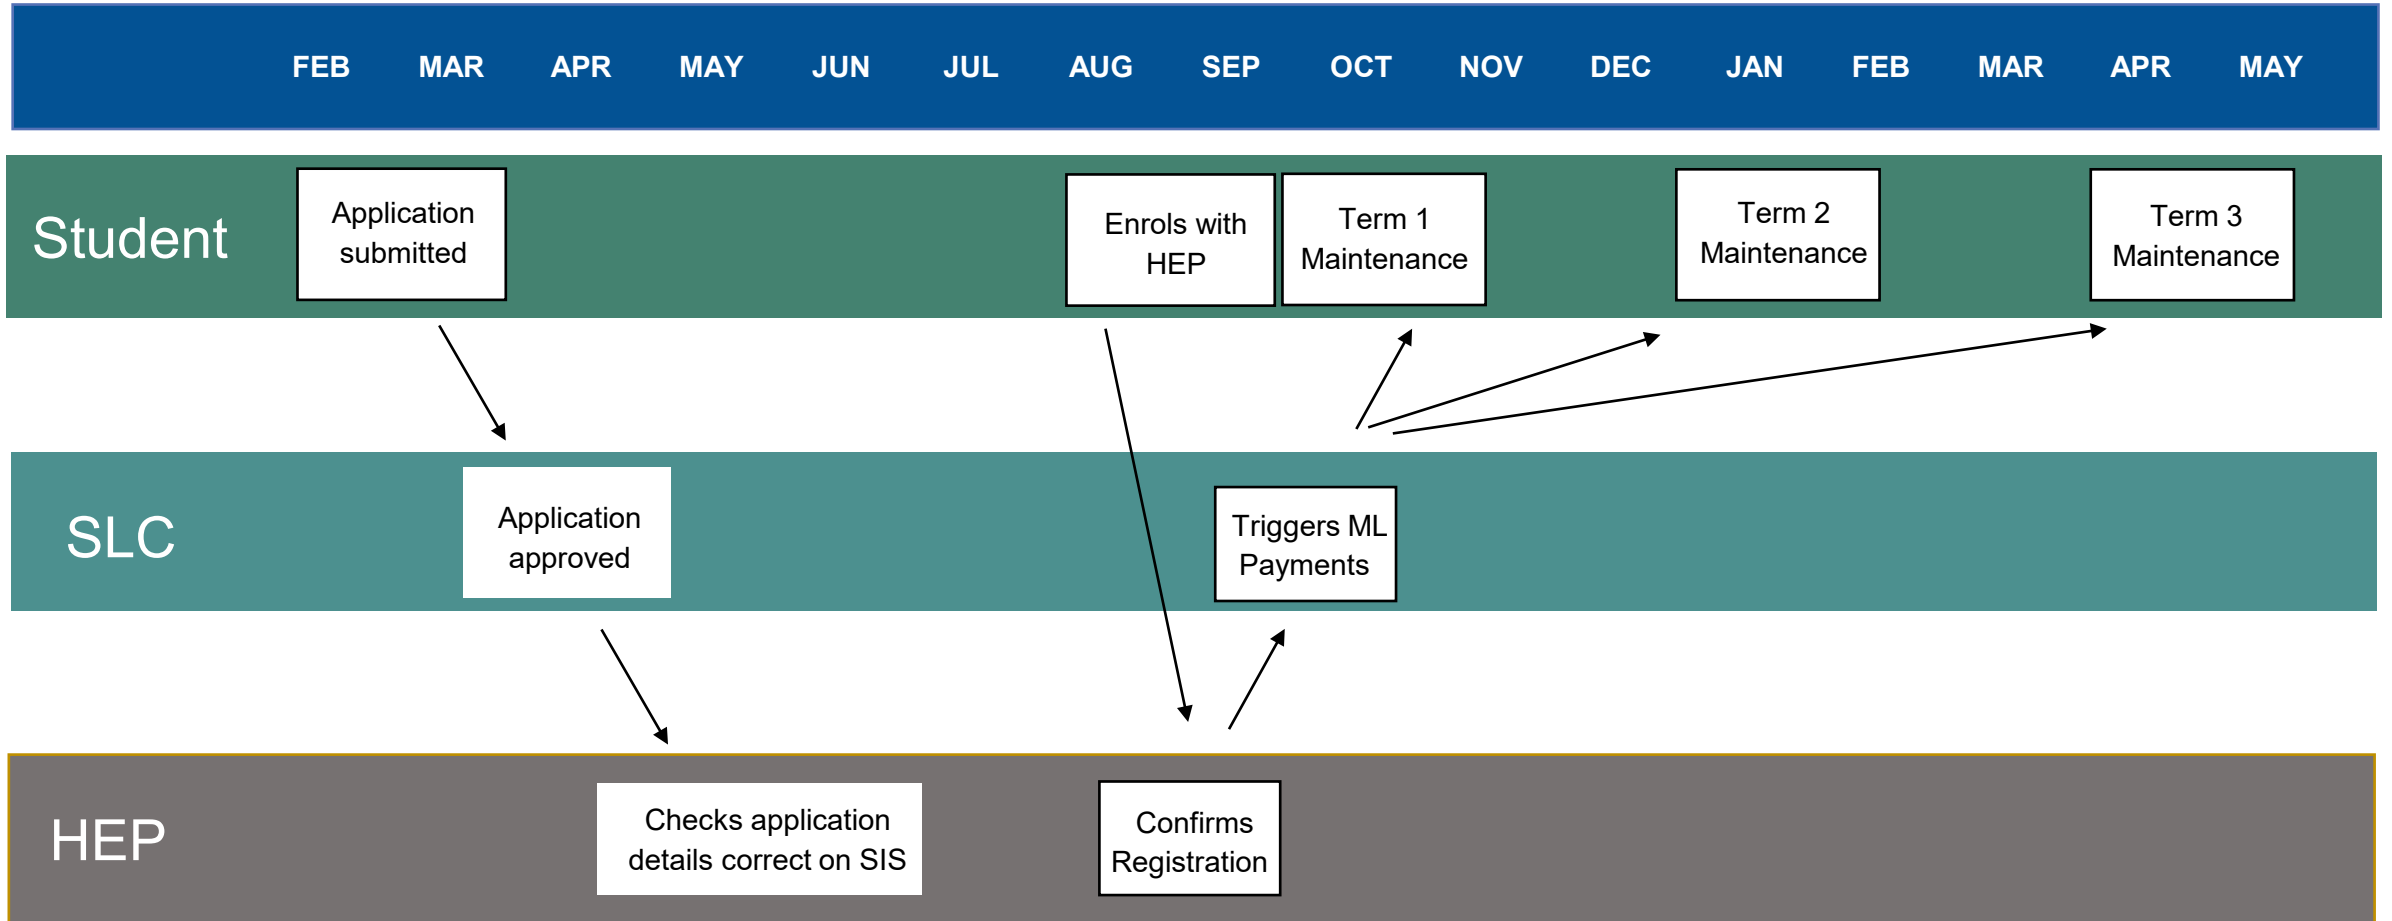 FEB MAR APR MAY JUN JUL AUG SEP OCT NOV DEC JAN FEB MAR APR MAY
Student
Application
submitted
Enrols with
HEP
Term 1
Maintenance
Term 2
Maintenance
Term 3
Maintenance
SLC
Application
approved
Triggers ML
Payments
HEP
Checks application
details correct on SIS
Confirms
Registration